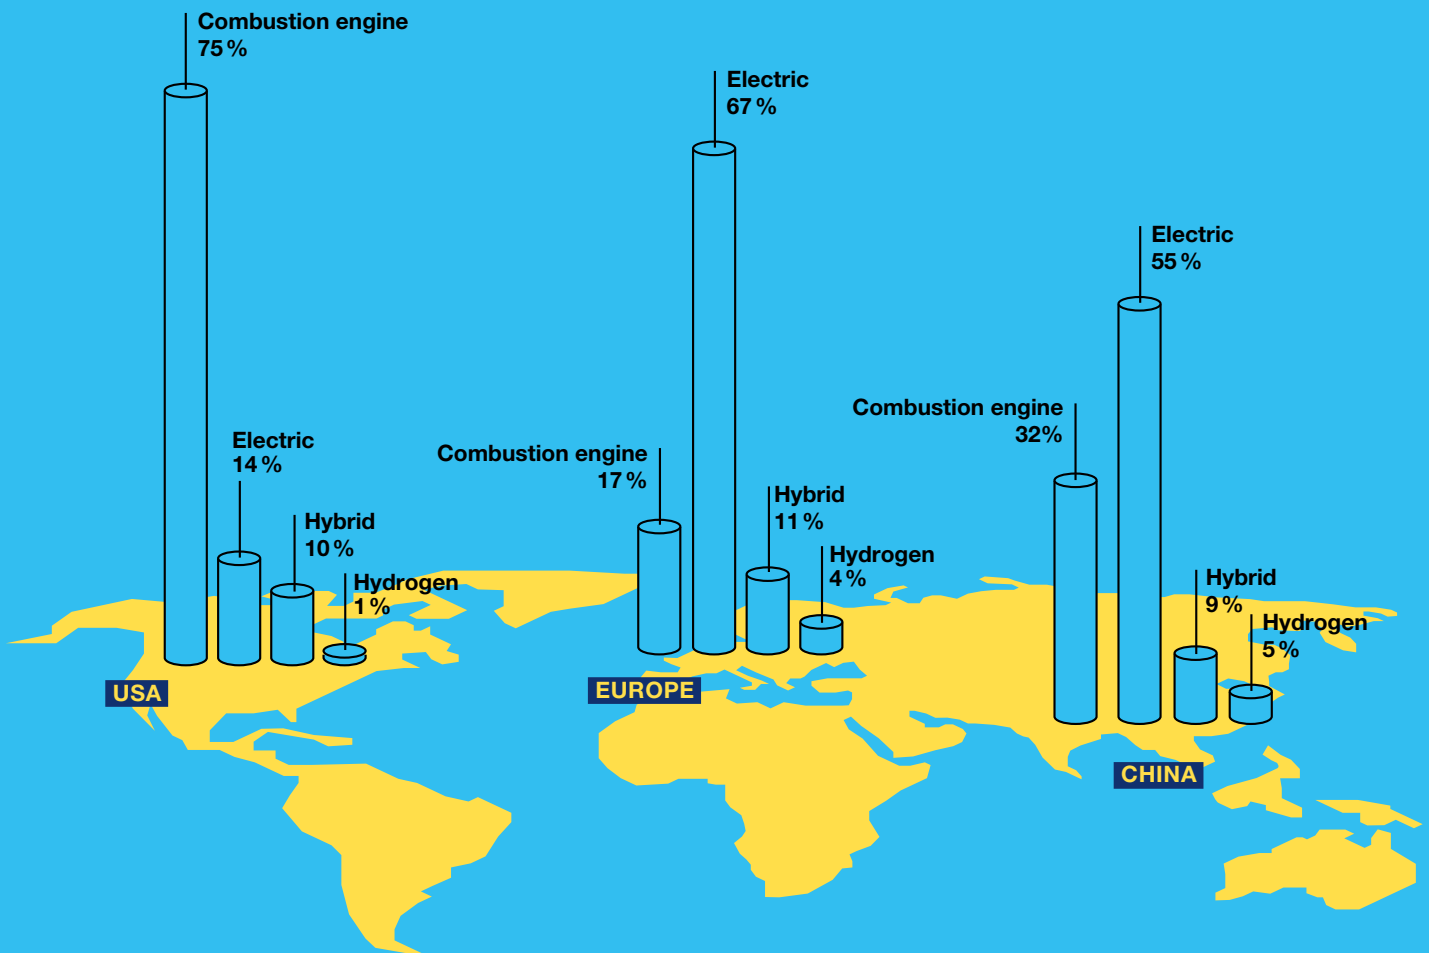 Combustion engine
75 %
Electric
14 %
Hybrid
10 %
Hydrogen
1 %
USA
Combustion engine
17 %
Electric
67 %
Hybrid
11 %
Hydrogen
4 %
EUROPE
Combustion engine
32%
Electric
55 %
Hybrid
9 %
Hydrogen
5 %
CHINA